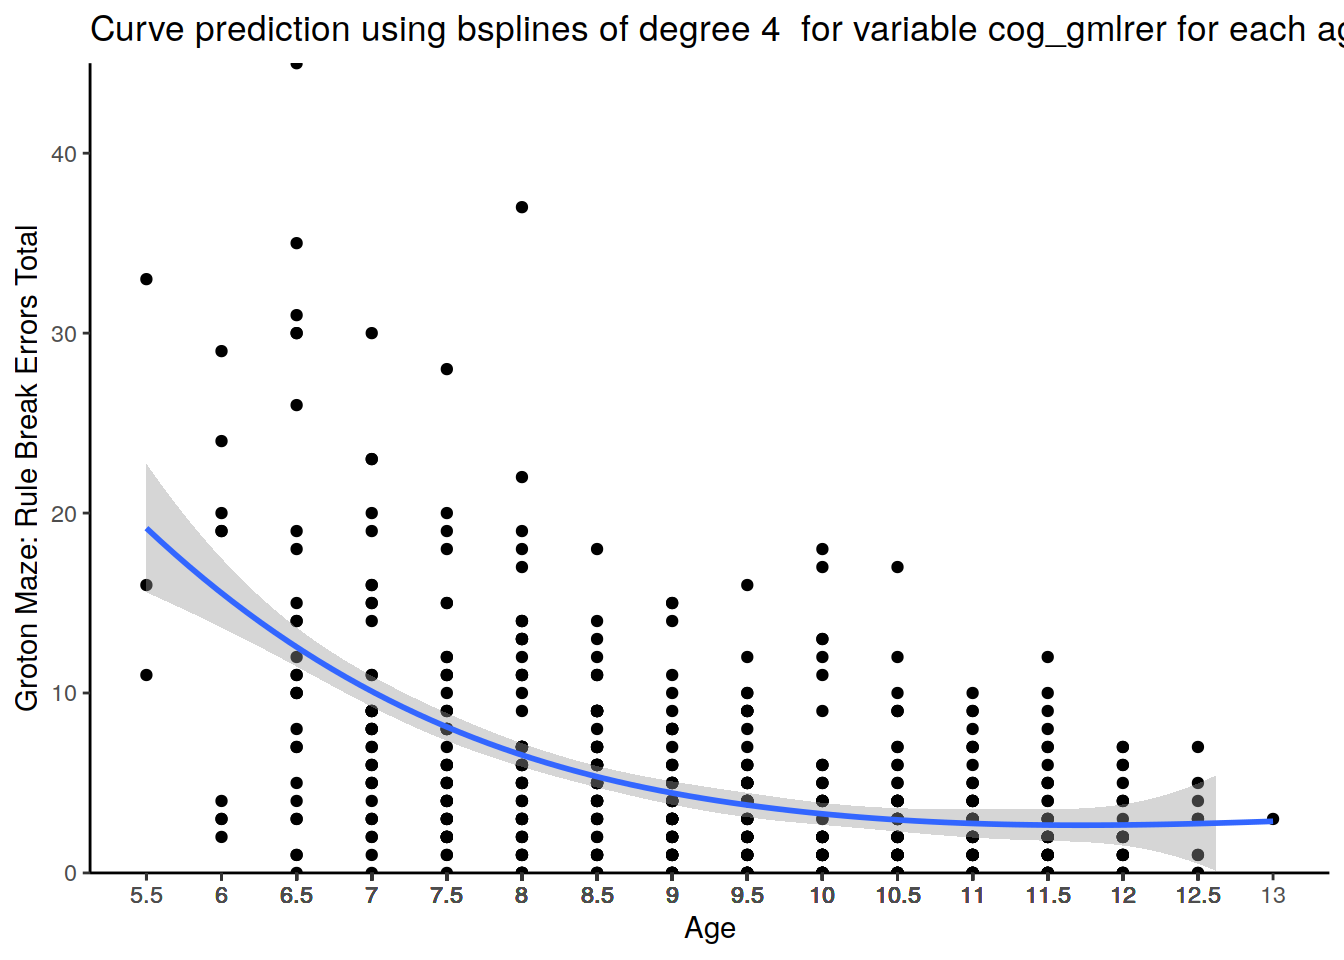 Curve prediction using bsplines of degree 4  for variable cog_gmlrer for each ag
Groton Maze: Rule Break Errors Total
40
30
20
10
0
5.5 6 6.5 7 7.5 8 8.5 9 9.5 10 10.5 11 11.5 12 12.5 13
Age